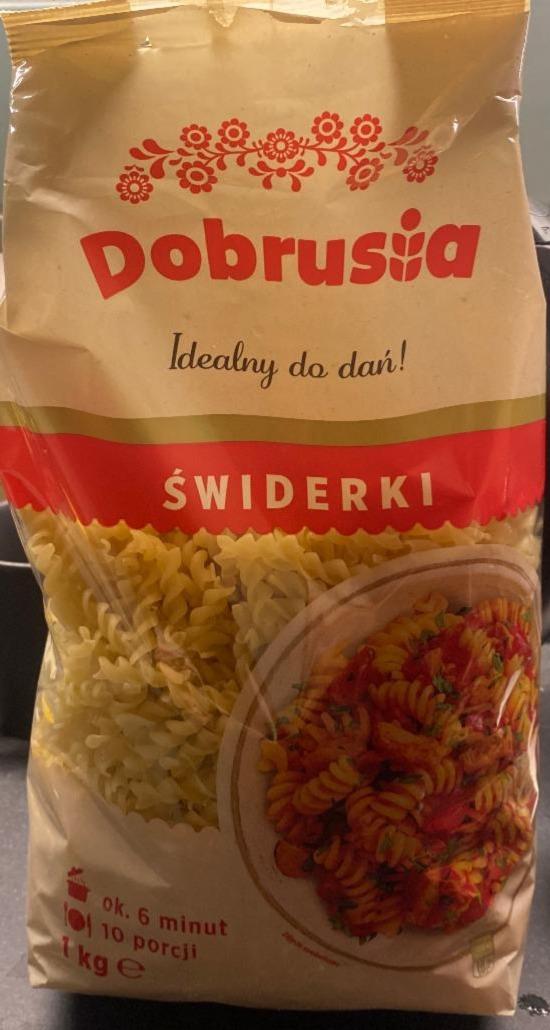 Dobrusia
Idealny do dań!
ŚWIDERKI
ok. 6 minut
10 porcji
1 kg ℮